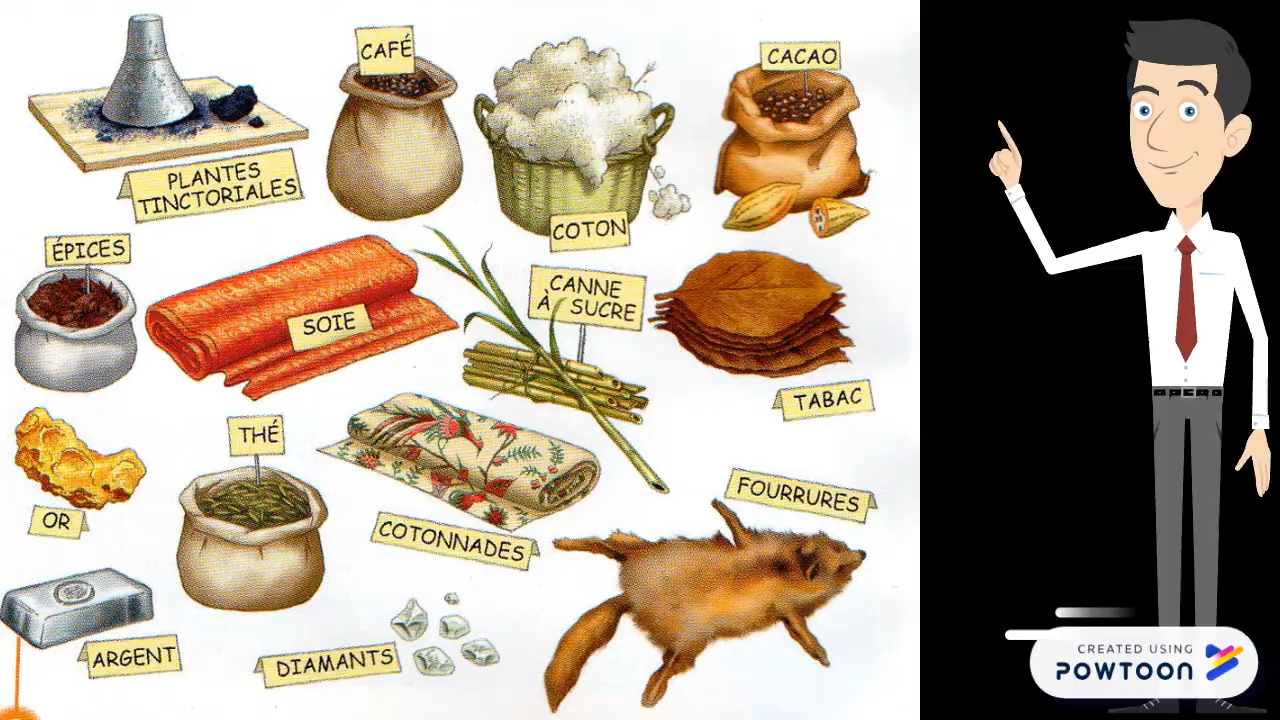 CAFÉ
CACAO
PLANTES
TINCTORIALES
COTON
ÉPICES
SOIE
CANNE
À SUCRE
TABAC
THÉ
OR
COTONNADES
FOURRURES
ARGENT
DIAMANTS
CREATED USING
POWTOON